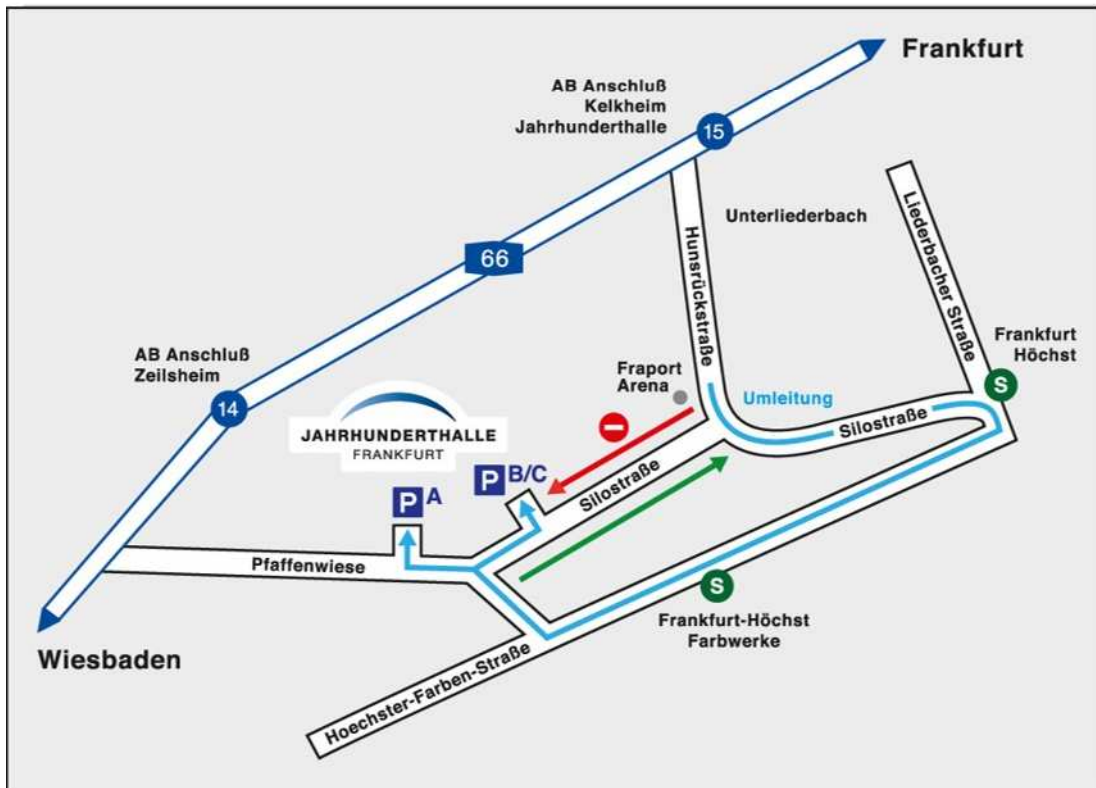 Frankfurt
AB Anschluß
Kelkheim
Jahrhunderthalle
15
Unterliederbach
Liederbacher Straße
Hunsrückstraße
66
Frankfurt
Höchst
S
AB Anschluß
Zeilsheim
14
Fraport
Arena
Umleitung
Silostraße
JAHRHUNDERTHALLE
FRANKFURT
P A
P B/C
Silostraße
Pfaffenwiese
S
Frankfurt-Höchst
Farbwerke
Wiesbaden
Hoechster-Farben-Straße